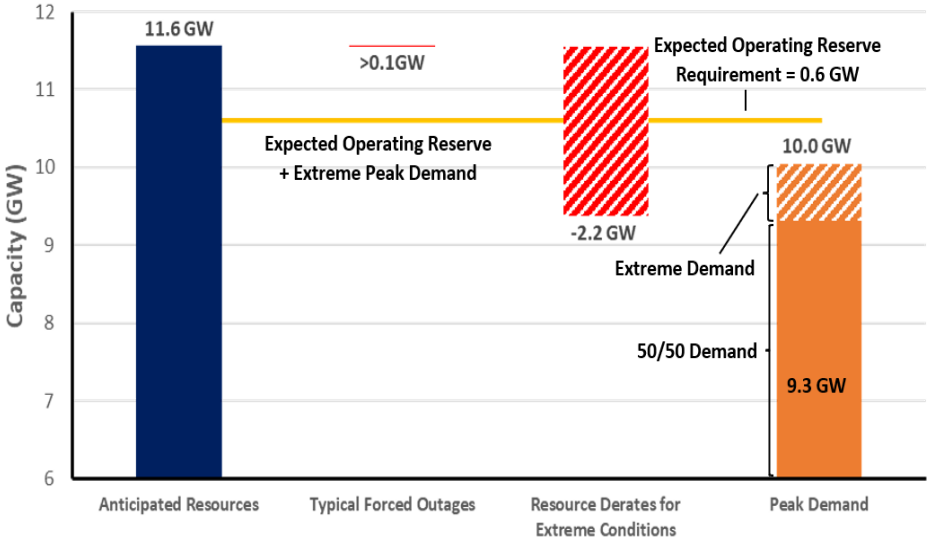 12
11.6 GW
>0.1GW
Expected Operating Reserve
Requirement = 0.6 GW
11
Expected Operating Reserve
+ Extreme Peak Demand
10.0 GW
10
-2.2 GW
9
Extreme Demand
8
50/50 Demand
9.3 GW
7
6
Capacity (GW)
Anticipated Resources
Typical Forced Outages
Resource Derates for
Extreme Conditions
Peak Demand